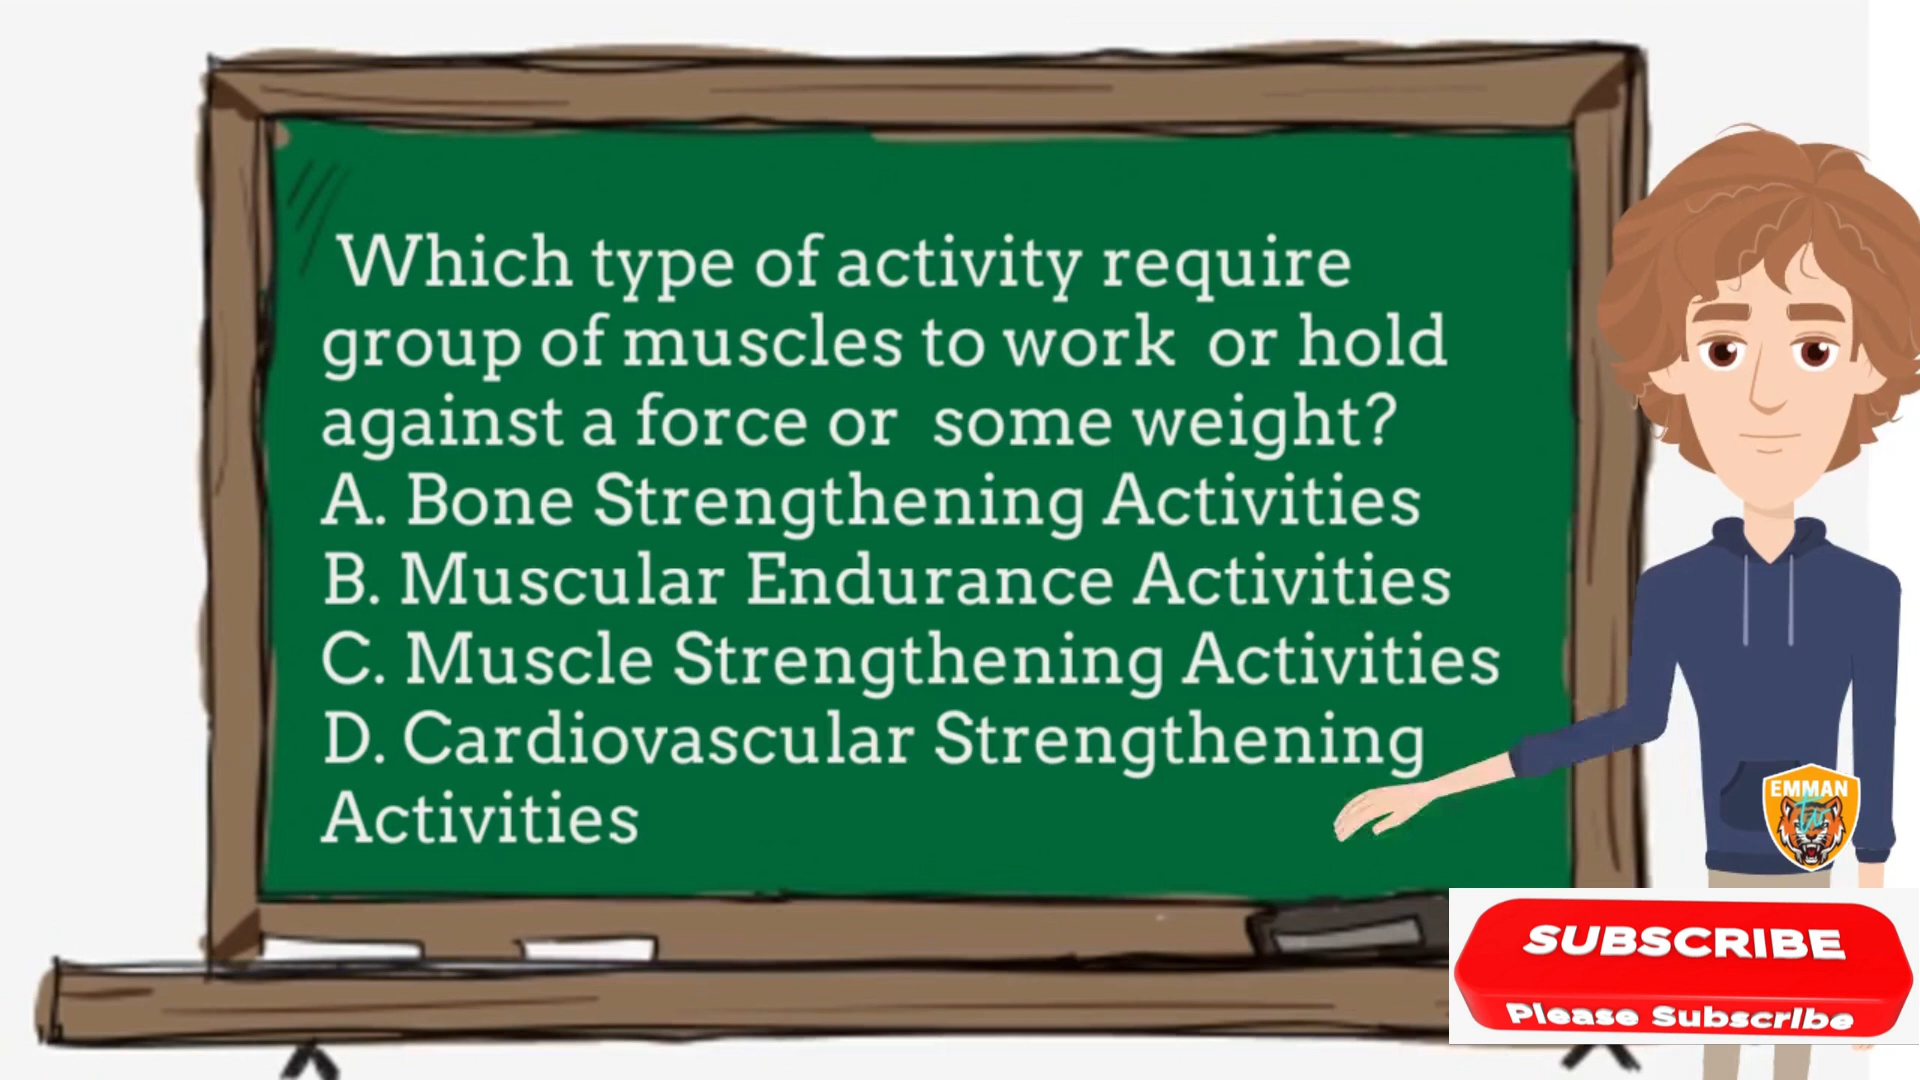 Which type of activity require
group of muscles to work or hold
against a force or some weight?
A. Bone Strengthening Activities
B. Muscular Endurance Activities
C. Muscle Strengthening Activities
D. Cardiovascular Strengthening
Activities
EMMAN
SUBSCRIBE
Please Subscribe